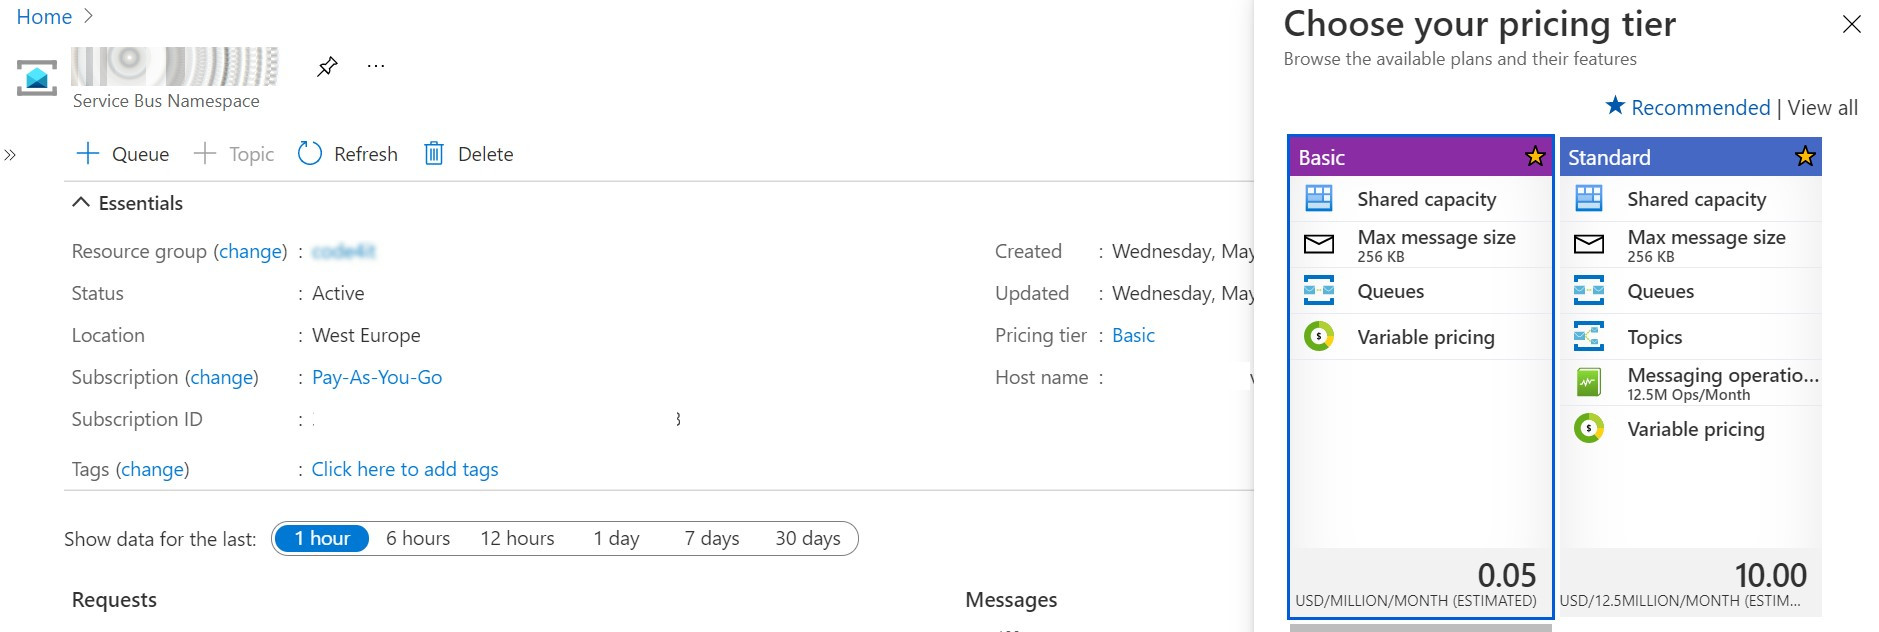 Home
Service Bus Namespace
Queue
Topic
Refresh
Delete
Essentials
Resource group (change) :
Status : Active
Location : West Europe
Subscription (change) : Pay-As-You-Go
Subscription ID :
Tags (change) : Click here to add tags
Created : Wednesday, May
Updated : Wednesday, May
Pricing tier : Basic
Host name :
Show data for the last: 1 hour 6 hours 12 hours 1 day 7 days 30 days
Requests
Messages
Choose your pricing tier
Browse the available plans and their features
Recommended | View all
Basic
Shared capacity
Max message size
256 KB
Queues
Variable pricing
0.05
USD/MILLION/MONTH (ESTIMATED)
Standard
Shared capacity
Max message size
256 KB
Queues
Topics
Messaging operatio...
12.5M Ops/Month
Variable pricing
10.00
USD/12.5MILLION/MONTH (ESTIM...